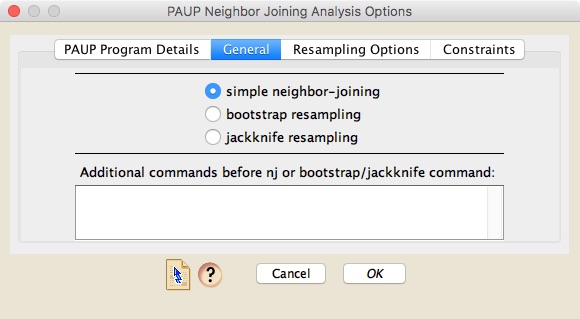 PAUP Neighbor Joining Analysis Options
PAUP Program Details General Resampling Options Constraints
simple neighbor-joining
bootstrap resampling
jackknife resampling
Additional commands before nj or bootstrap/jackknife command:
? Cancel OK